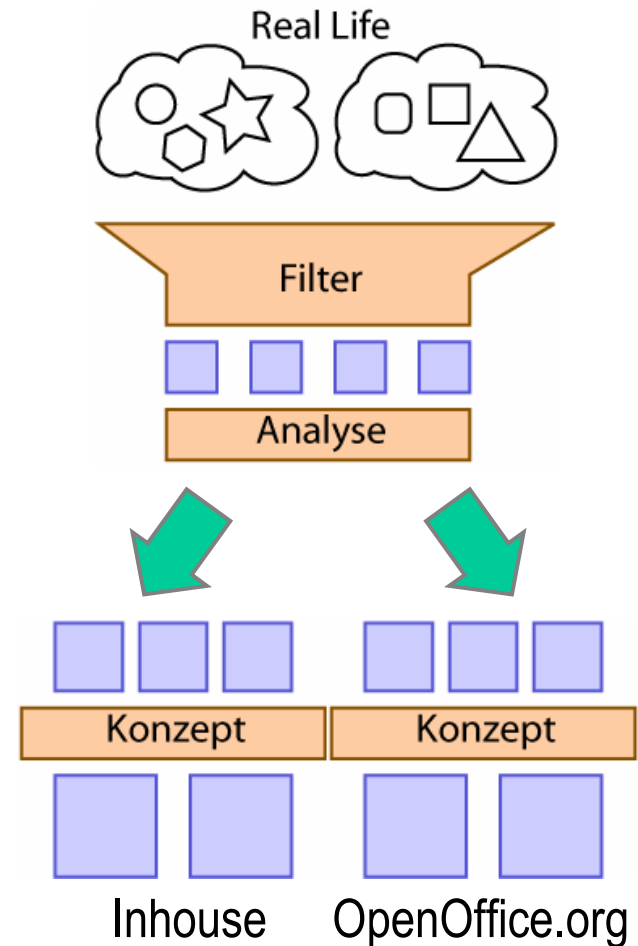 Real Life
Filter
Analyse
Konzept Konzept
Inhouse OpenOffice.org